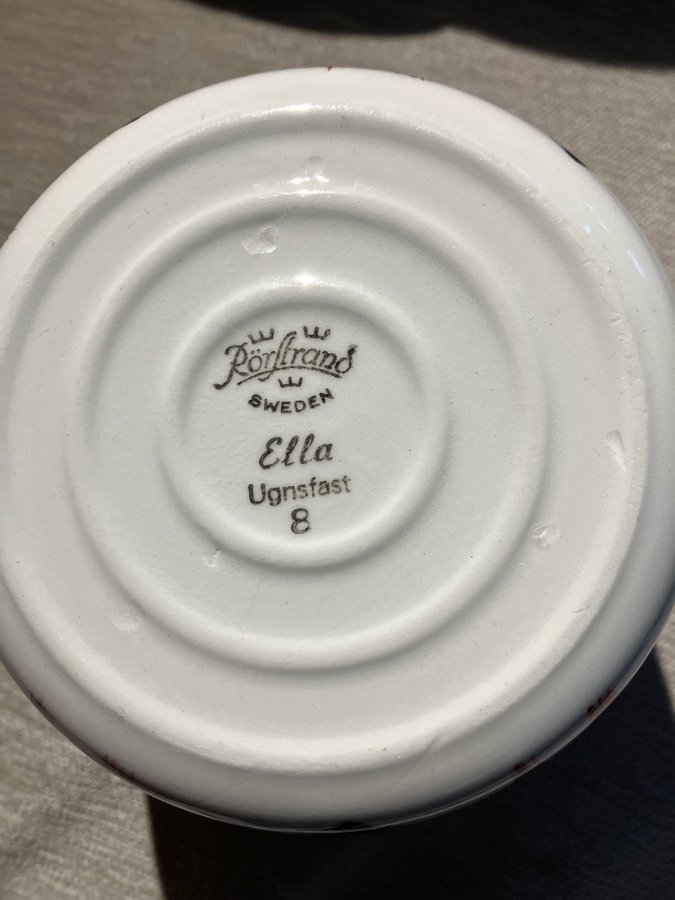 Rörstrand
SWEDEN
Ella
Ugnsfast
8